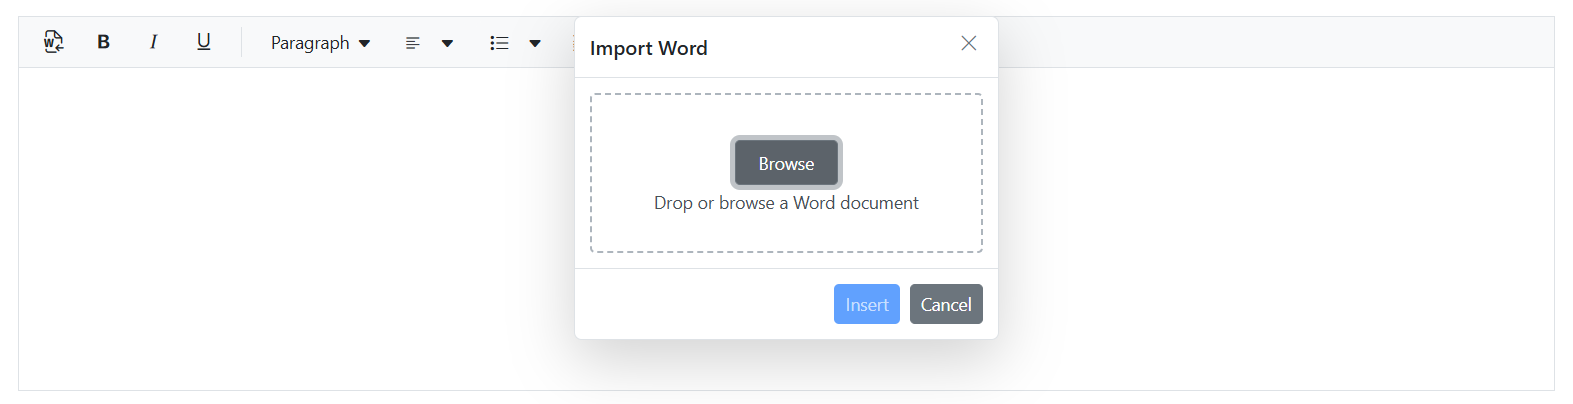 W B I U Paragraph
Import Word
Browse
Drop or browse a Word document
Insert Cancel